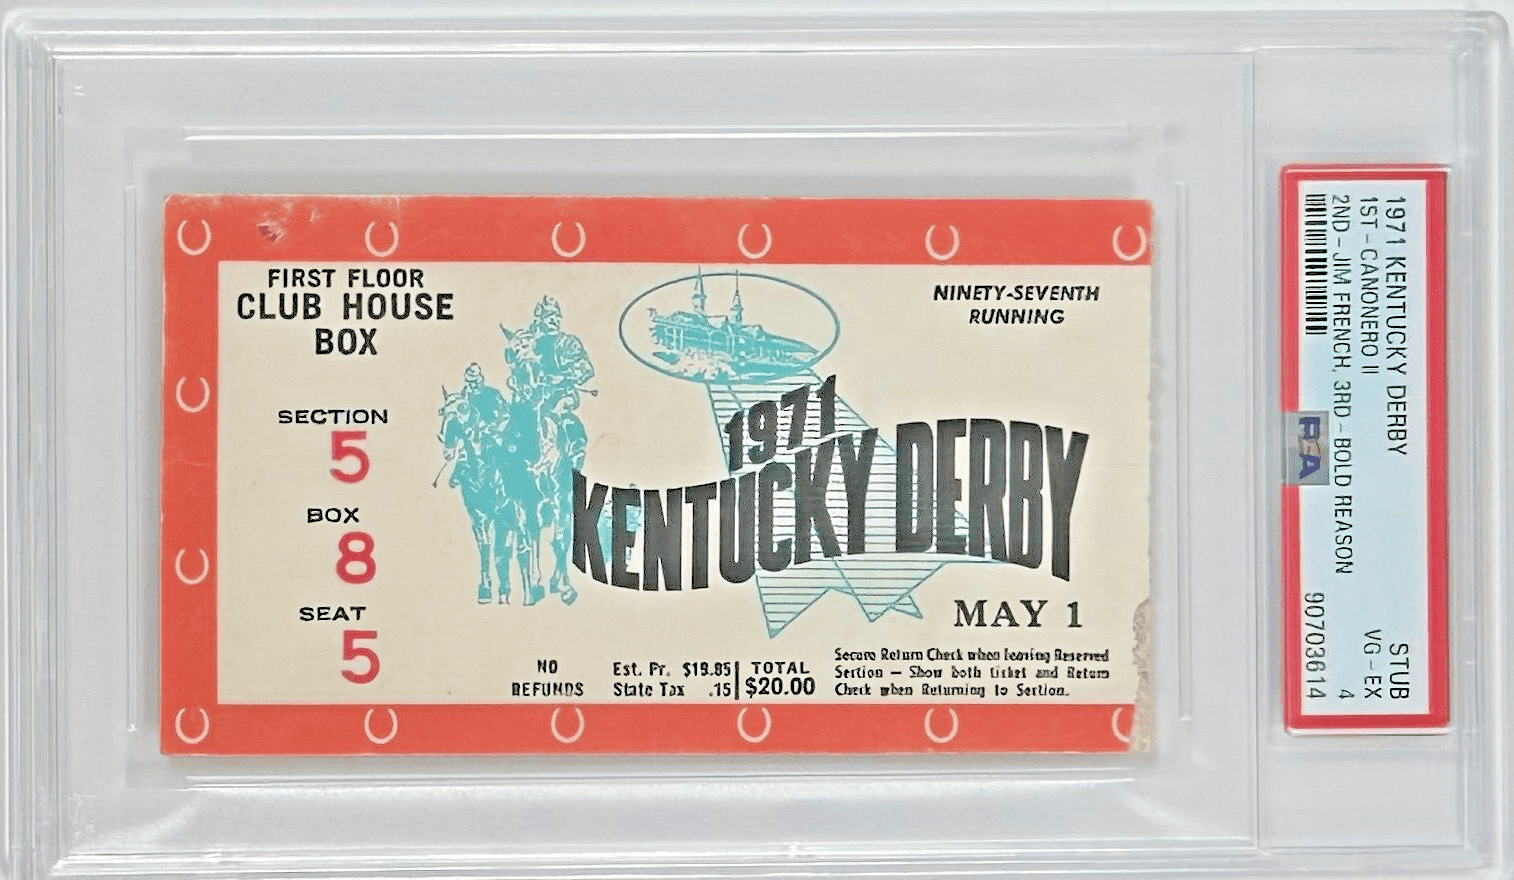 FIRST FLOOR
CLUB HOUSE
BOX
SECTION
5
BOX
8
SEAT
5
NINETY-SEVENTH
RUNNING
1971
KENTUCKY DERBY
MAY 1
NO
REFUNDS
Est. Pr. $19.85
State Tax .15
TOTAL
$20.00
Secure Return Check when leaving Reserved
Section — Show both ticket and Return
Check when Returning to Section.
1971 KENTUCKY DERBY STUB
1ST - CANONERO II VG - EX
2ND - JIM FRENCH, 3RD - BOLD REASON 4
90703614
PSA